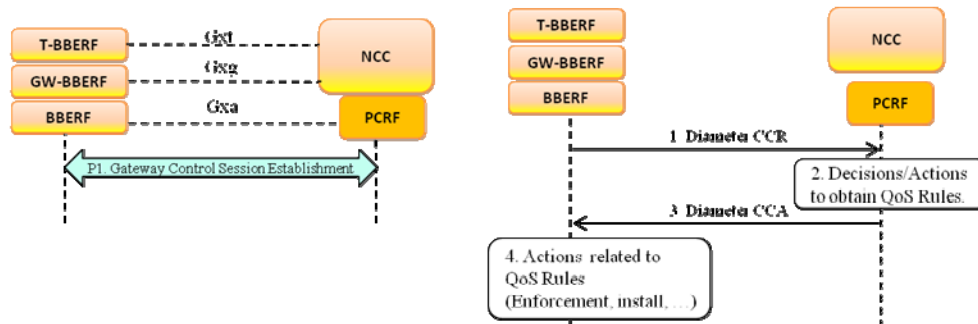 T-BBERF
Gxt
NCC
GW-BBERF
Gxg
BBERF
Gxa
PCRF
P1. Gateway Control Session Establishment
T-BBERF
NCC
GW-BBERF
BBERF
PCRF
1 Diameter CCR
2. Decisions/Actions
to obtain QoS Rules.
3 Diameter CCA
4. Actions related to
QoS Rules
(Enforcement, install, …)